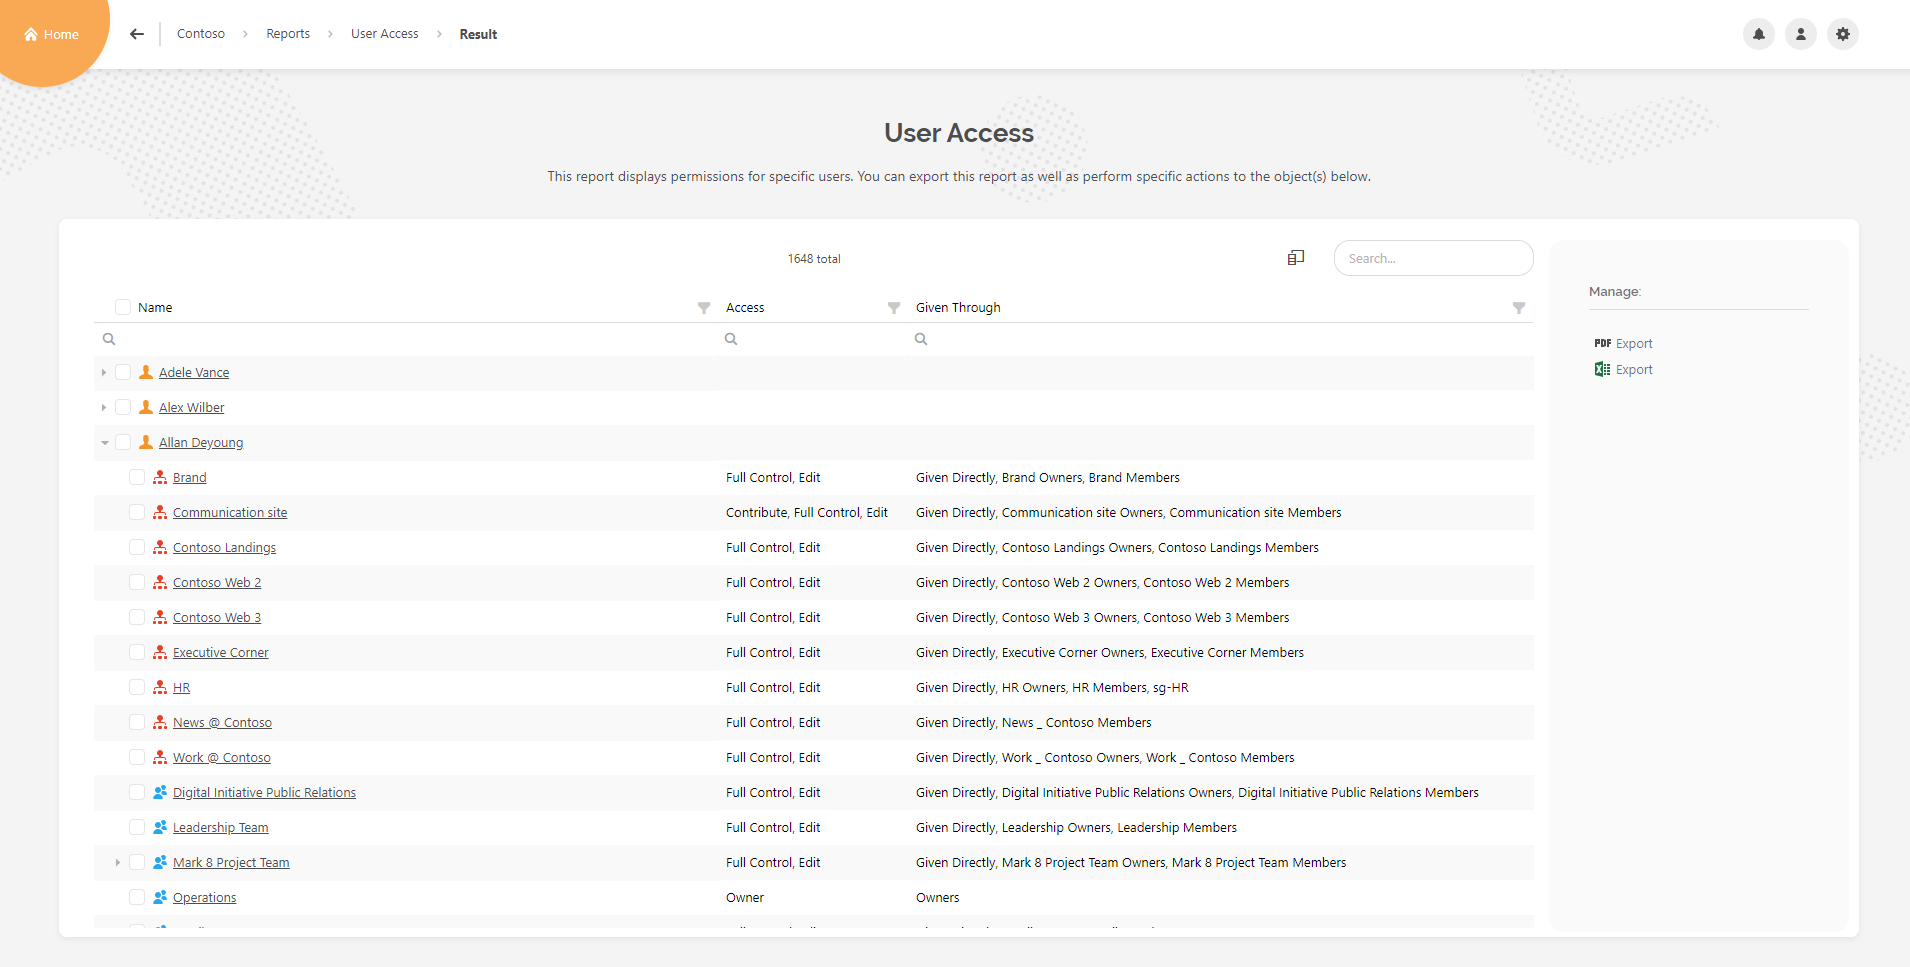 Home
Contoso
Reports
User Access
Result
User Access
This report displays permissions for specific users. You can export this report as well as perform specific actions to the object(s) below.
1648 total
Search...
Manage:
Name Access Given Through
PDF Export
Export
Adele Vance
Alex Wilber
Allan Deyoung
Brand Full Control, Edit Given Directly, Brand Owners, Brand Members
Communication site Contribute, Full Control, Edit Given Directly, Communication site Owners, Communication site Members
Contoso Landings Full Control, Edit Given Directly, Contoso Landings Owners, Contoso Landings Members
Contoso Web 2 Full Control, Edit Given Directly, Contoso Web 2 Owners, Contoso Web 2 Members
Contoso Web 3 Full Control, Edit Given Directly, Contoso Web 3 Owners, Contoso Web 3 Members
Executive Corner Full Control, Edit Given Directly, Executive Corner Owners, Executive Corner Members
HR Full Control, Edit Given Directly, HR Owners, HR Members, sg-HR
News @ Contoso Full Control, Edit Given Directly, News _ Contoso Members
Work @ Contoso Full Control, Edit Given Directly, Work _ Contoso Owners, Work _ Contoso Members
Digital Initiative Public Relations Full Control, Edit Given Directly, Digital Initiative Public Relations Owners, Digital Initiative Public Relations Members
Leadership Team Full Control, Edit Given Directly, Leadership Owners, Leadership Members
Mark 8 Project Team Full Control, Edit Given Directly, Mark 8 Project Team Owners, Mark 8 Project Team Members
Operations Owner Owners